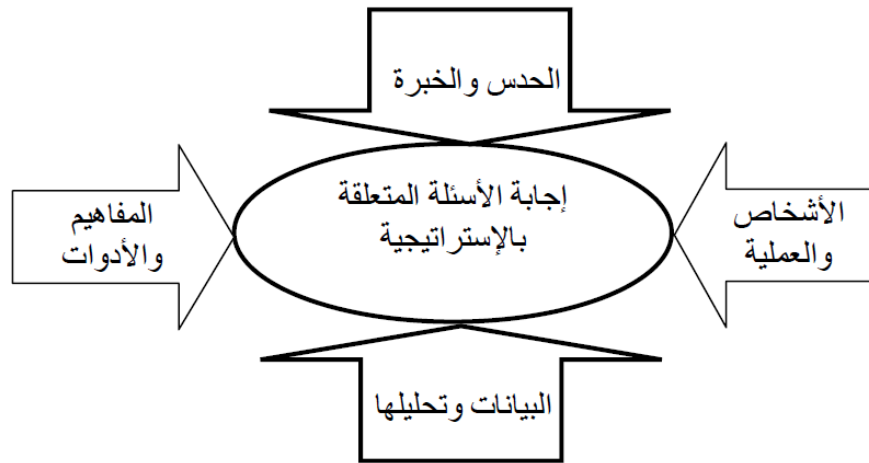 الحدس والخبرة
إجابة الأسئلة المتعلقة
بالإستراتيجية
الأشخاص
والعملية
المفاهيم
والأدوات
البيانات وتحليلها